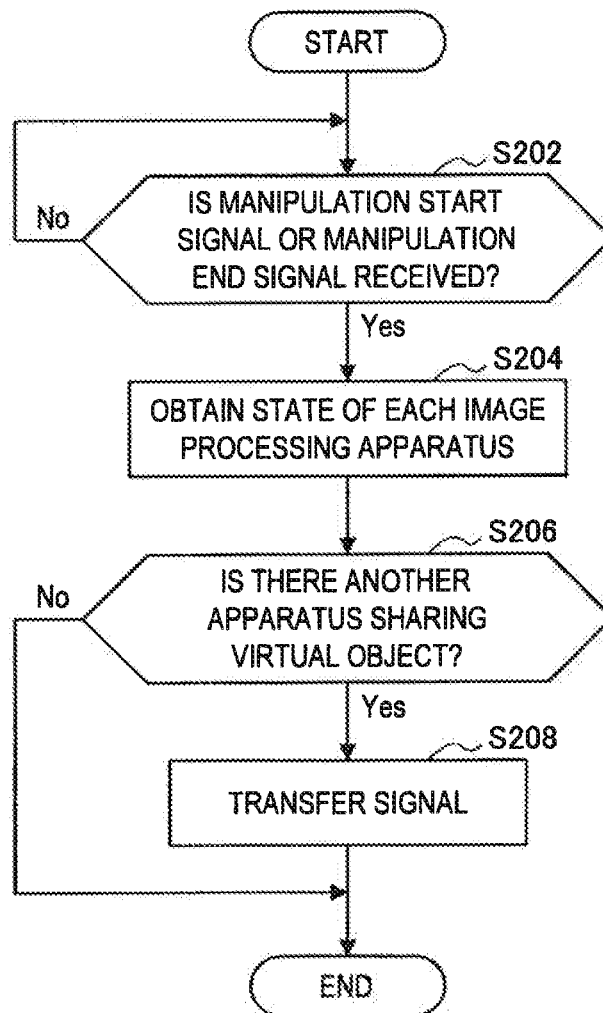 START
S202
IS MANIPULATION START
SIGNAL OR MANIPULATION
END SIGNAL RECEIVED?
No
Yes
S204
OBTAIN STATE OF EACH IMAGE
PROCESSING APPARATUS
S206
IS THERE ANOTHER
APPARATUS SHARING
VIRTUAL OBJECT?
No
Yes
S208
TRANSFER SIGNAL
END